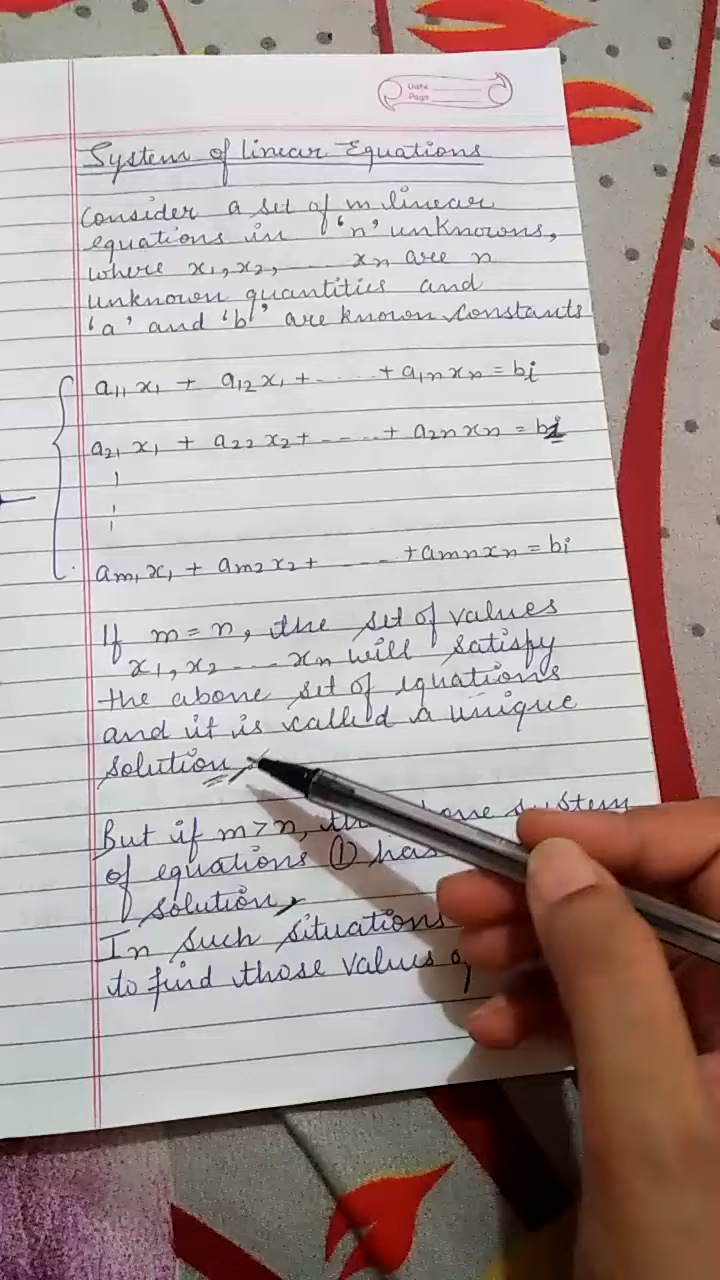 Date
Page
System of linear Equations
Consider a set of m linear
equations in 'n' unknowns,
where x1, x2, ------ xn are n
unknown quantities and
'a' and 'b' are known constants
a11 x1 + a12 x1 + ...... + a1n xn = bi
a21 x1 + a22 x2 + ------ + a2n xn = bi
am1 x1 + am2 x2 + ------ + amn xn = bi
If m = n, the set of values
x1, x2 ---- xn will satisfy
the above set of equations
and it is called a unique
solution.
But if m > n, the system
of equations ① has
solution,
In such situations
to find those values